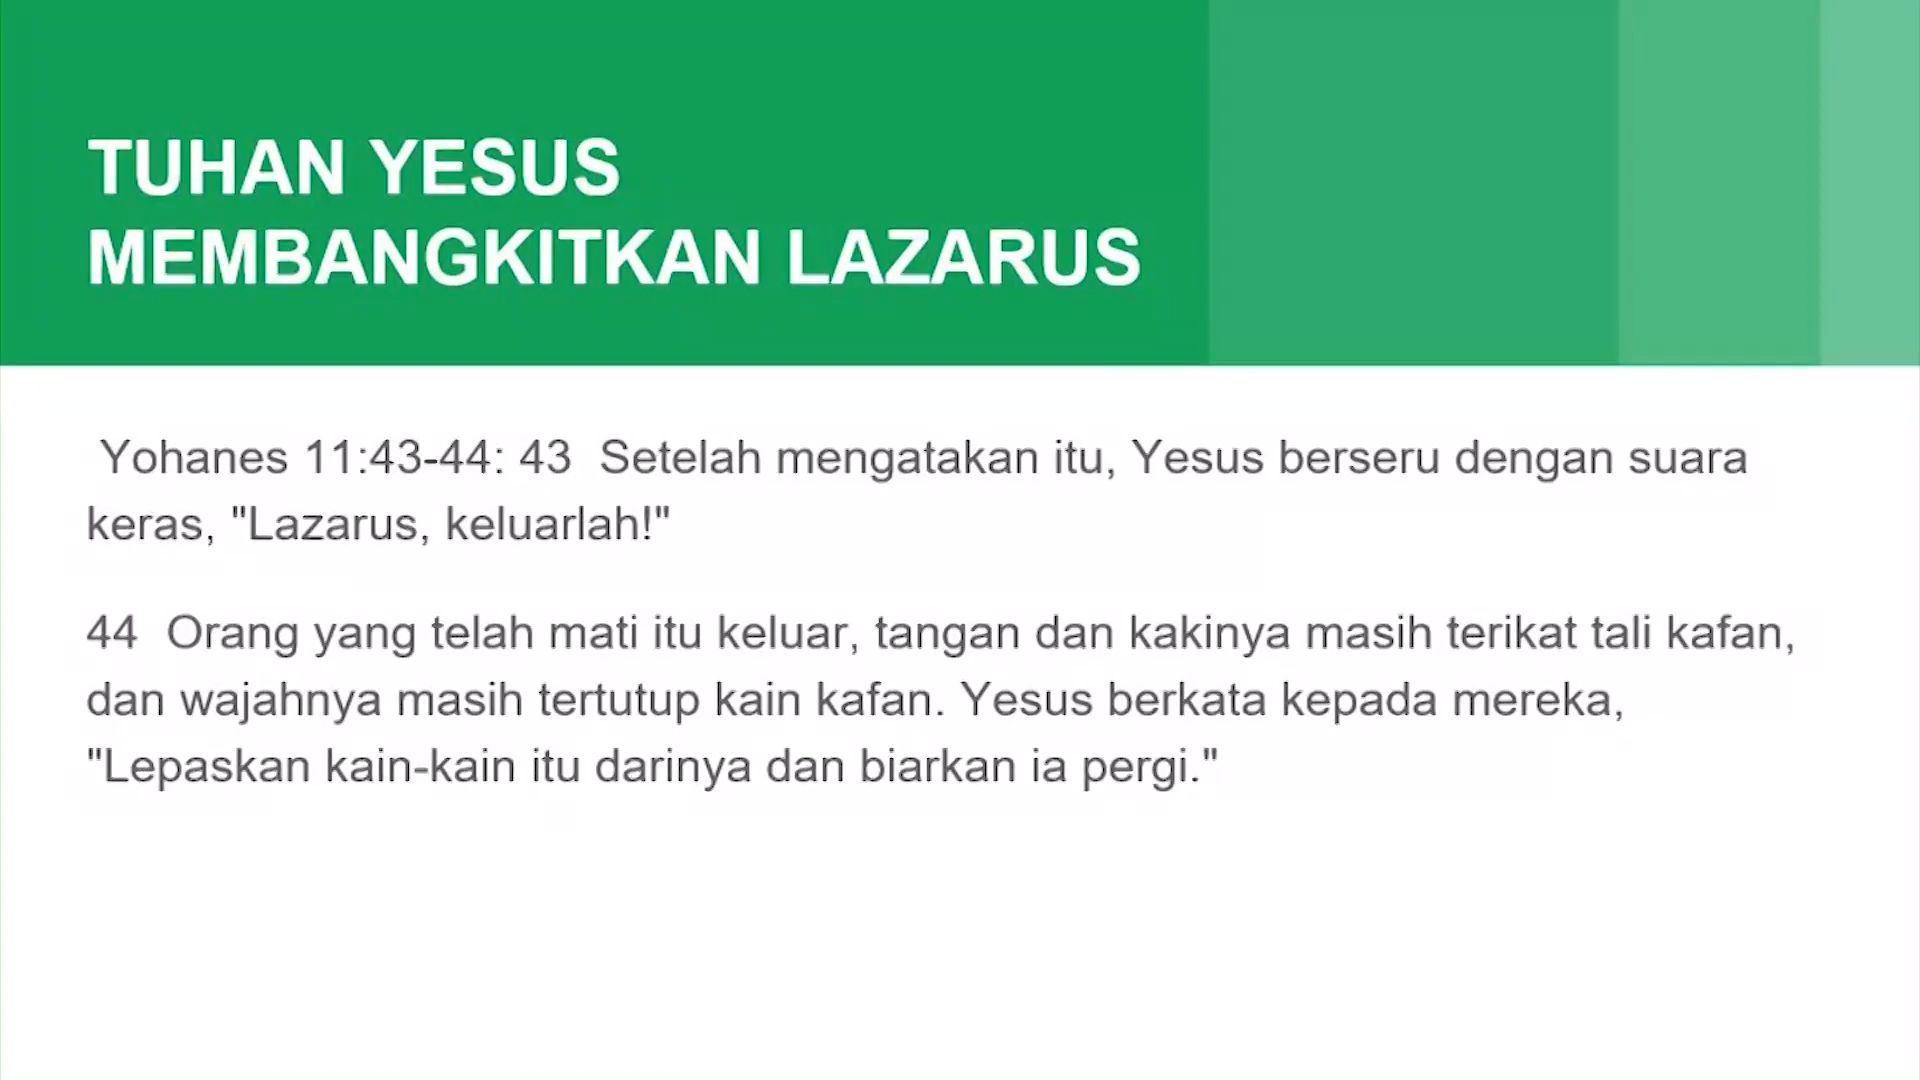 TUHAN YESUS
MEMBANGKITKAN LAZARUS
Yohanes 11:43-44: 43  Setelah mengatakan itu, Yesus berseru dengan suara
keras, "Lazarus, keluarlah!"
44  Orang yang telah mati itu keluar, tangan dan kakinya masih terikat tali kafan,
dan wajahnya masih tertutup kain kafan. Yesus berkata kepada mereka,
"Lepaskan kain-kain itu darinya dan biarkan ia pergi."